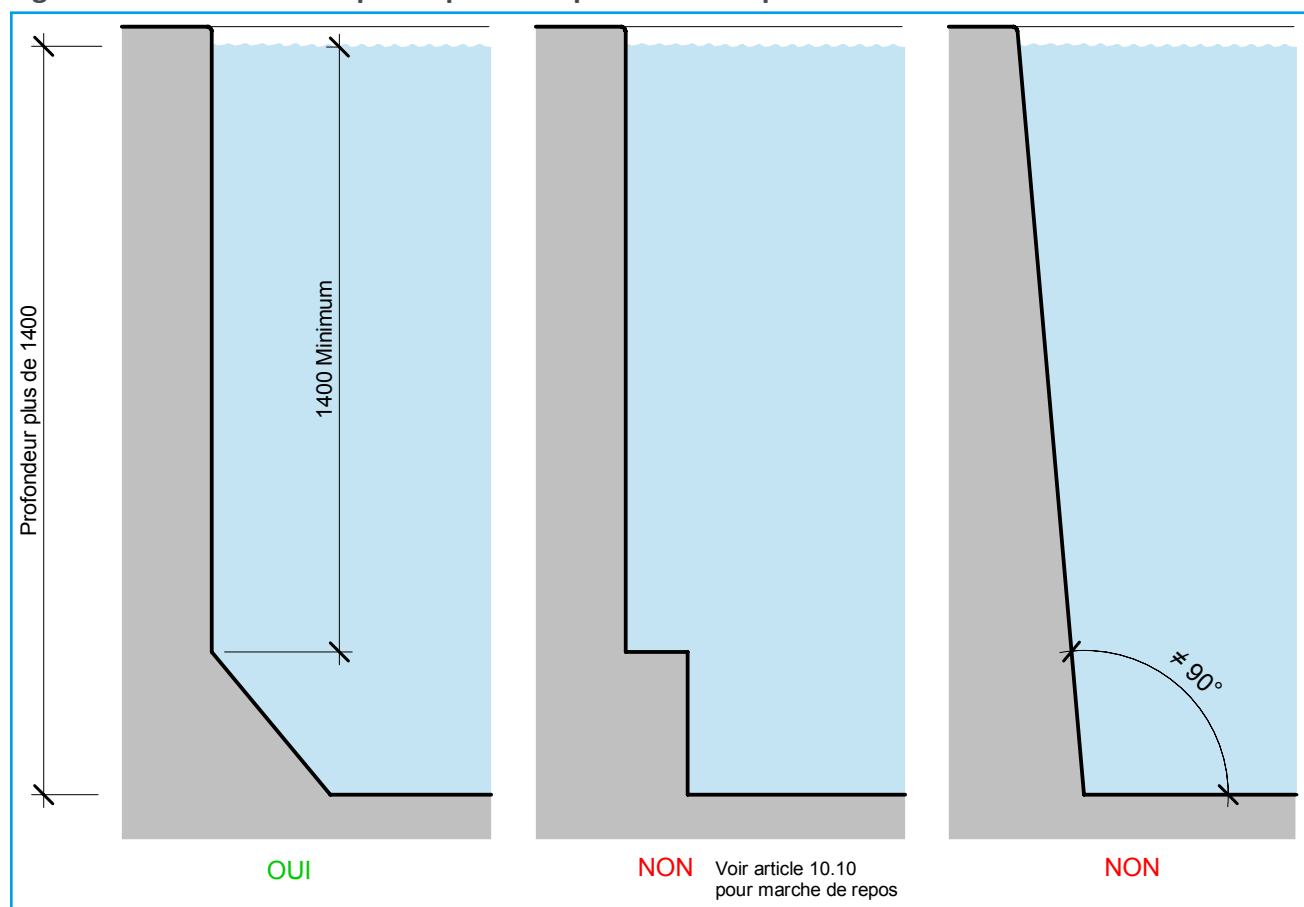 Profondeur plus de 1400
1400 Minimum
≠ 90°
OUI
NON
Voir article 10.10
pour marche de repos
NON